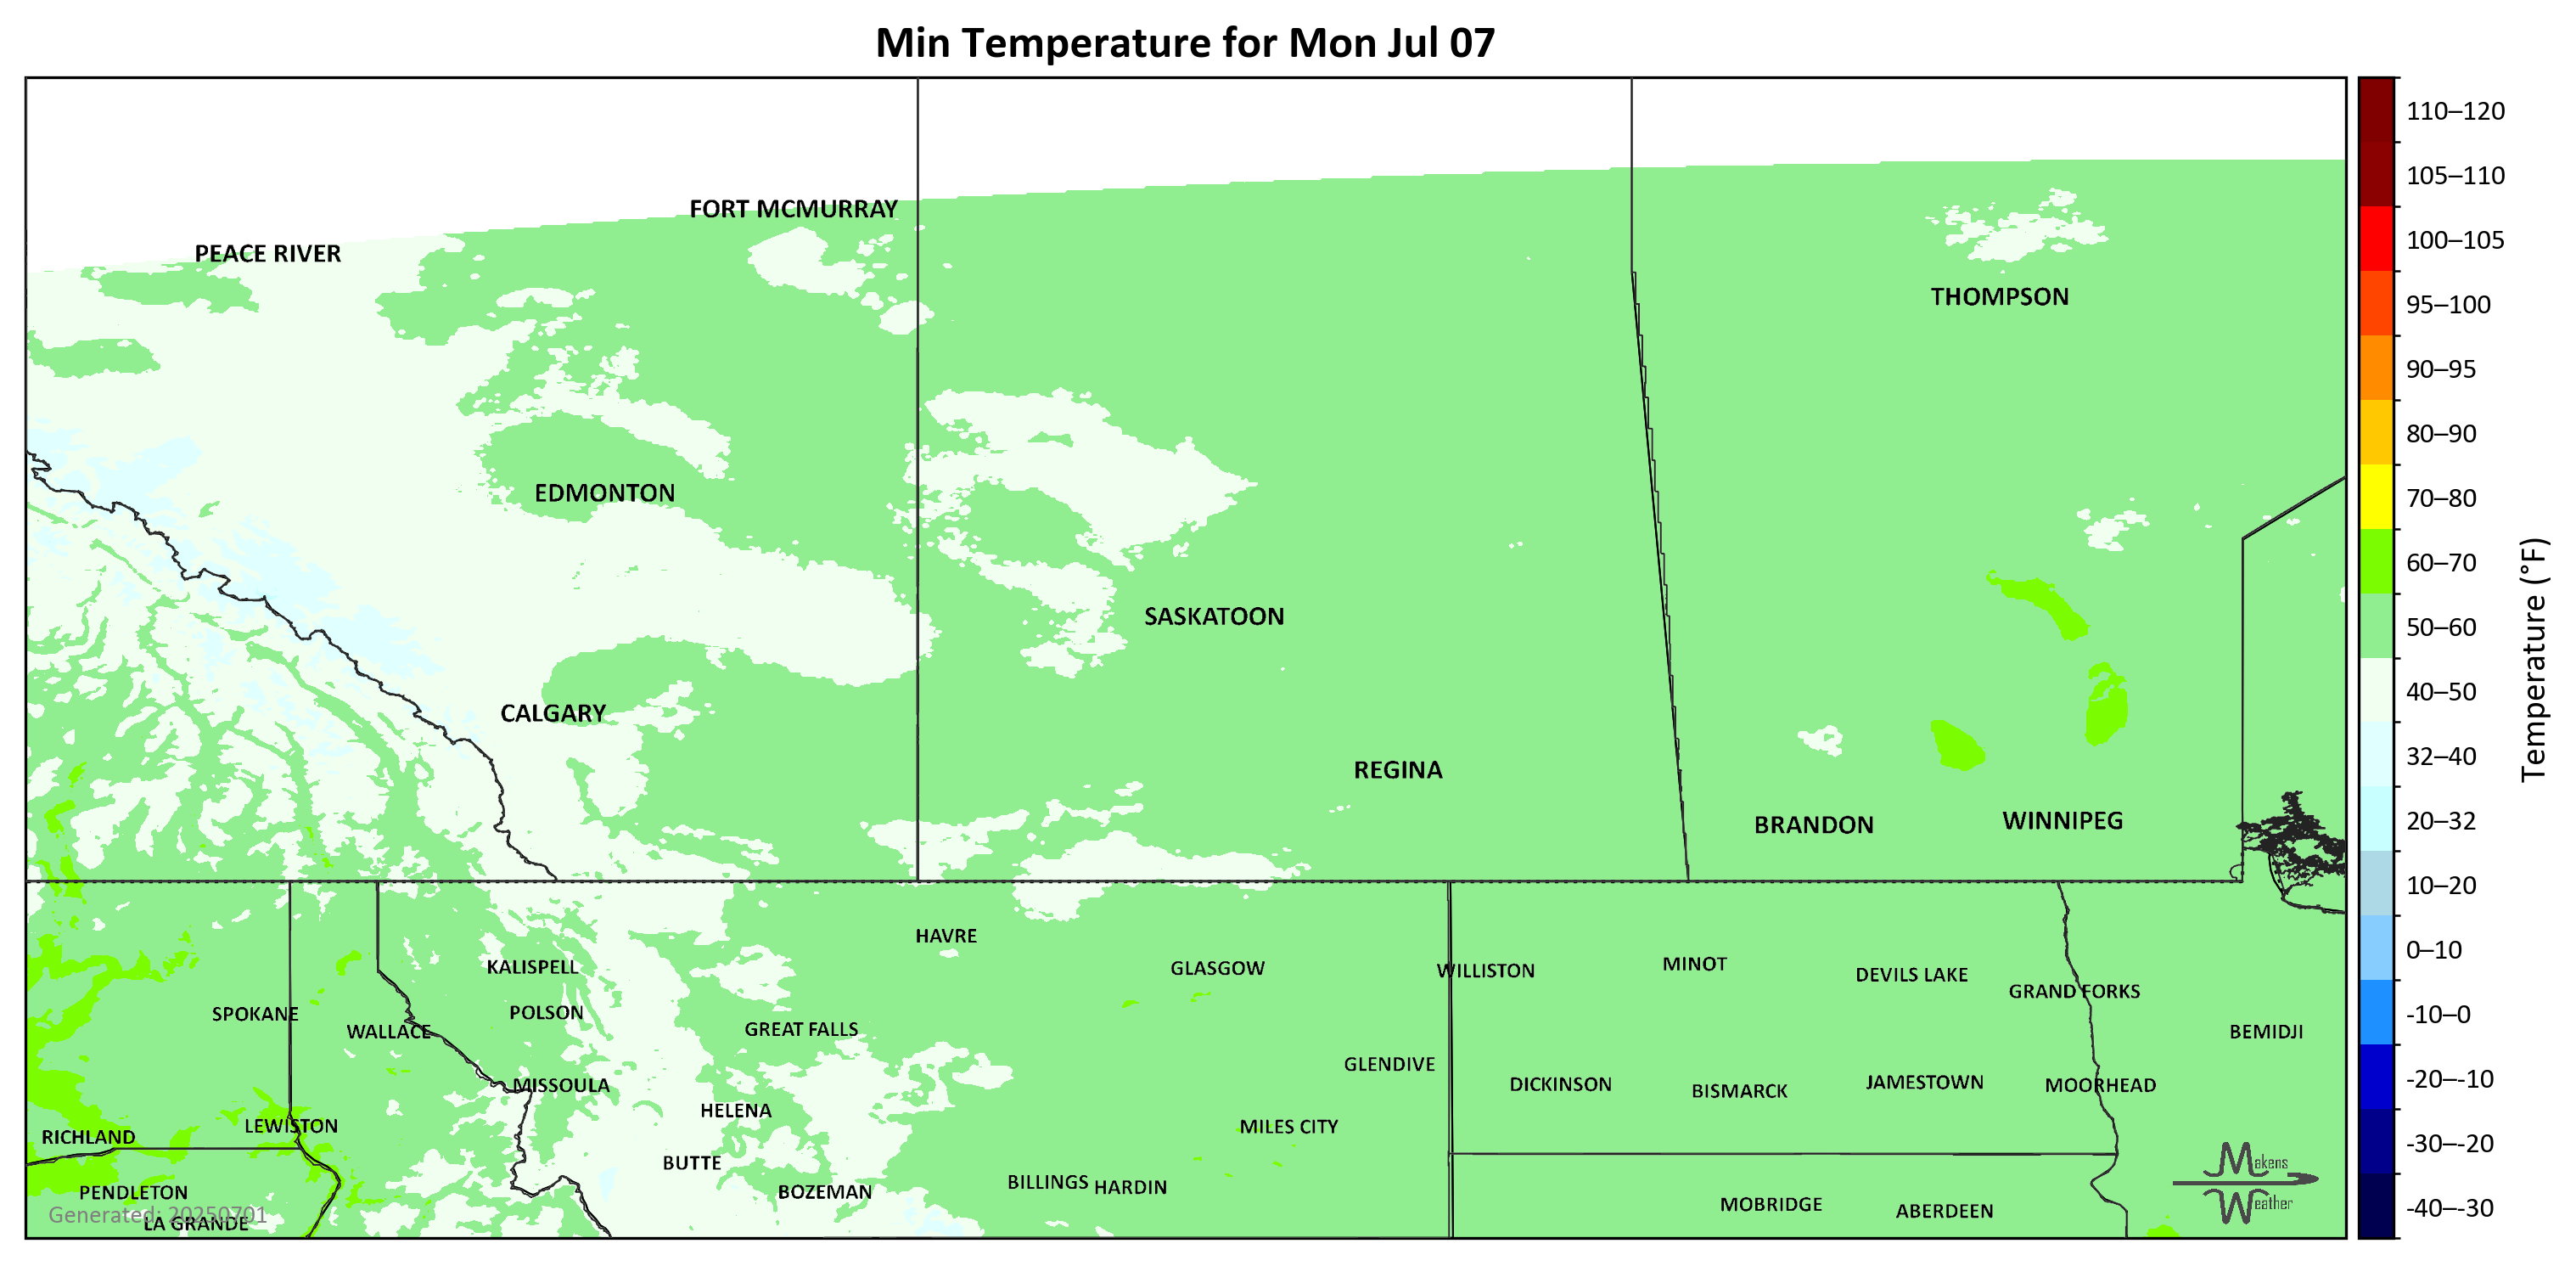 Min Temperature for Mon Jul 07
FORT MCMURRAY
PEACE RIVER
THOMPSON
EDMONTON
SASKATOON
CALGARY
REGINA
BRANDON
WINNIPEG
HAVRE
KALISPELL
GLASGOW
WILLISTON
MINOT
DEVILS LAKE
GRAND FORKS
SPOKANE
POLSON
WALLACE
GREAT FALLS
BEMIDJI
GLENDIVE
MISSOULA
DICKINSON
BISMARCK
JAMESTOWN
MOORHEAD
HELENA
LEWISTON
MILES CITY
RICHLAND
BUTTE
BOZEMAN
BILLINGS
HARDIN
PENDLETON
MOBRIDGE
ABERDEEN
LA GRANDE
Generated: 20250701
Makens
Weather
110–120
105–110
100–105
95–100
90–95
80–90
70–80
60–70
50–60
40–50
32–40
20–32
10–20
0–10
-10–0
-20–-10
-30–-20
-40–-30
Temperature (°F)